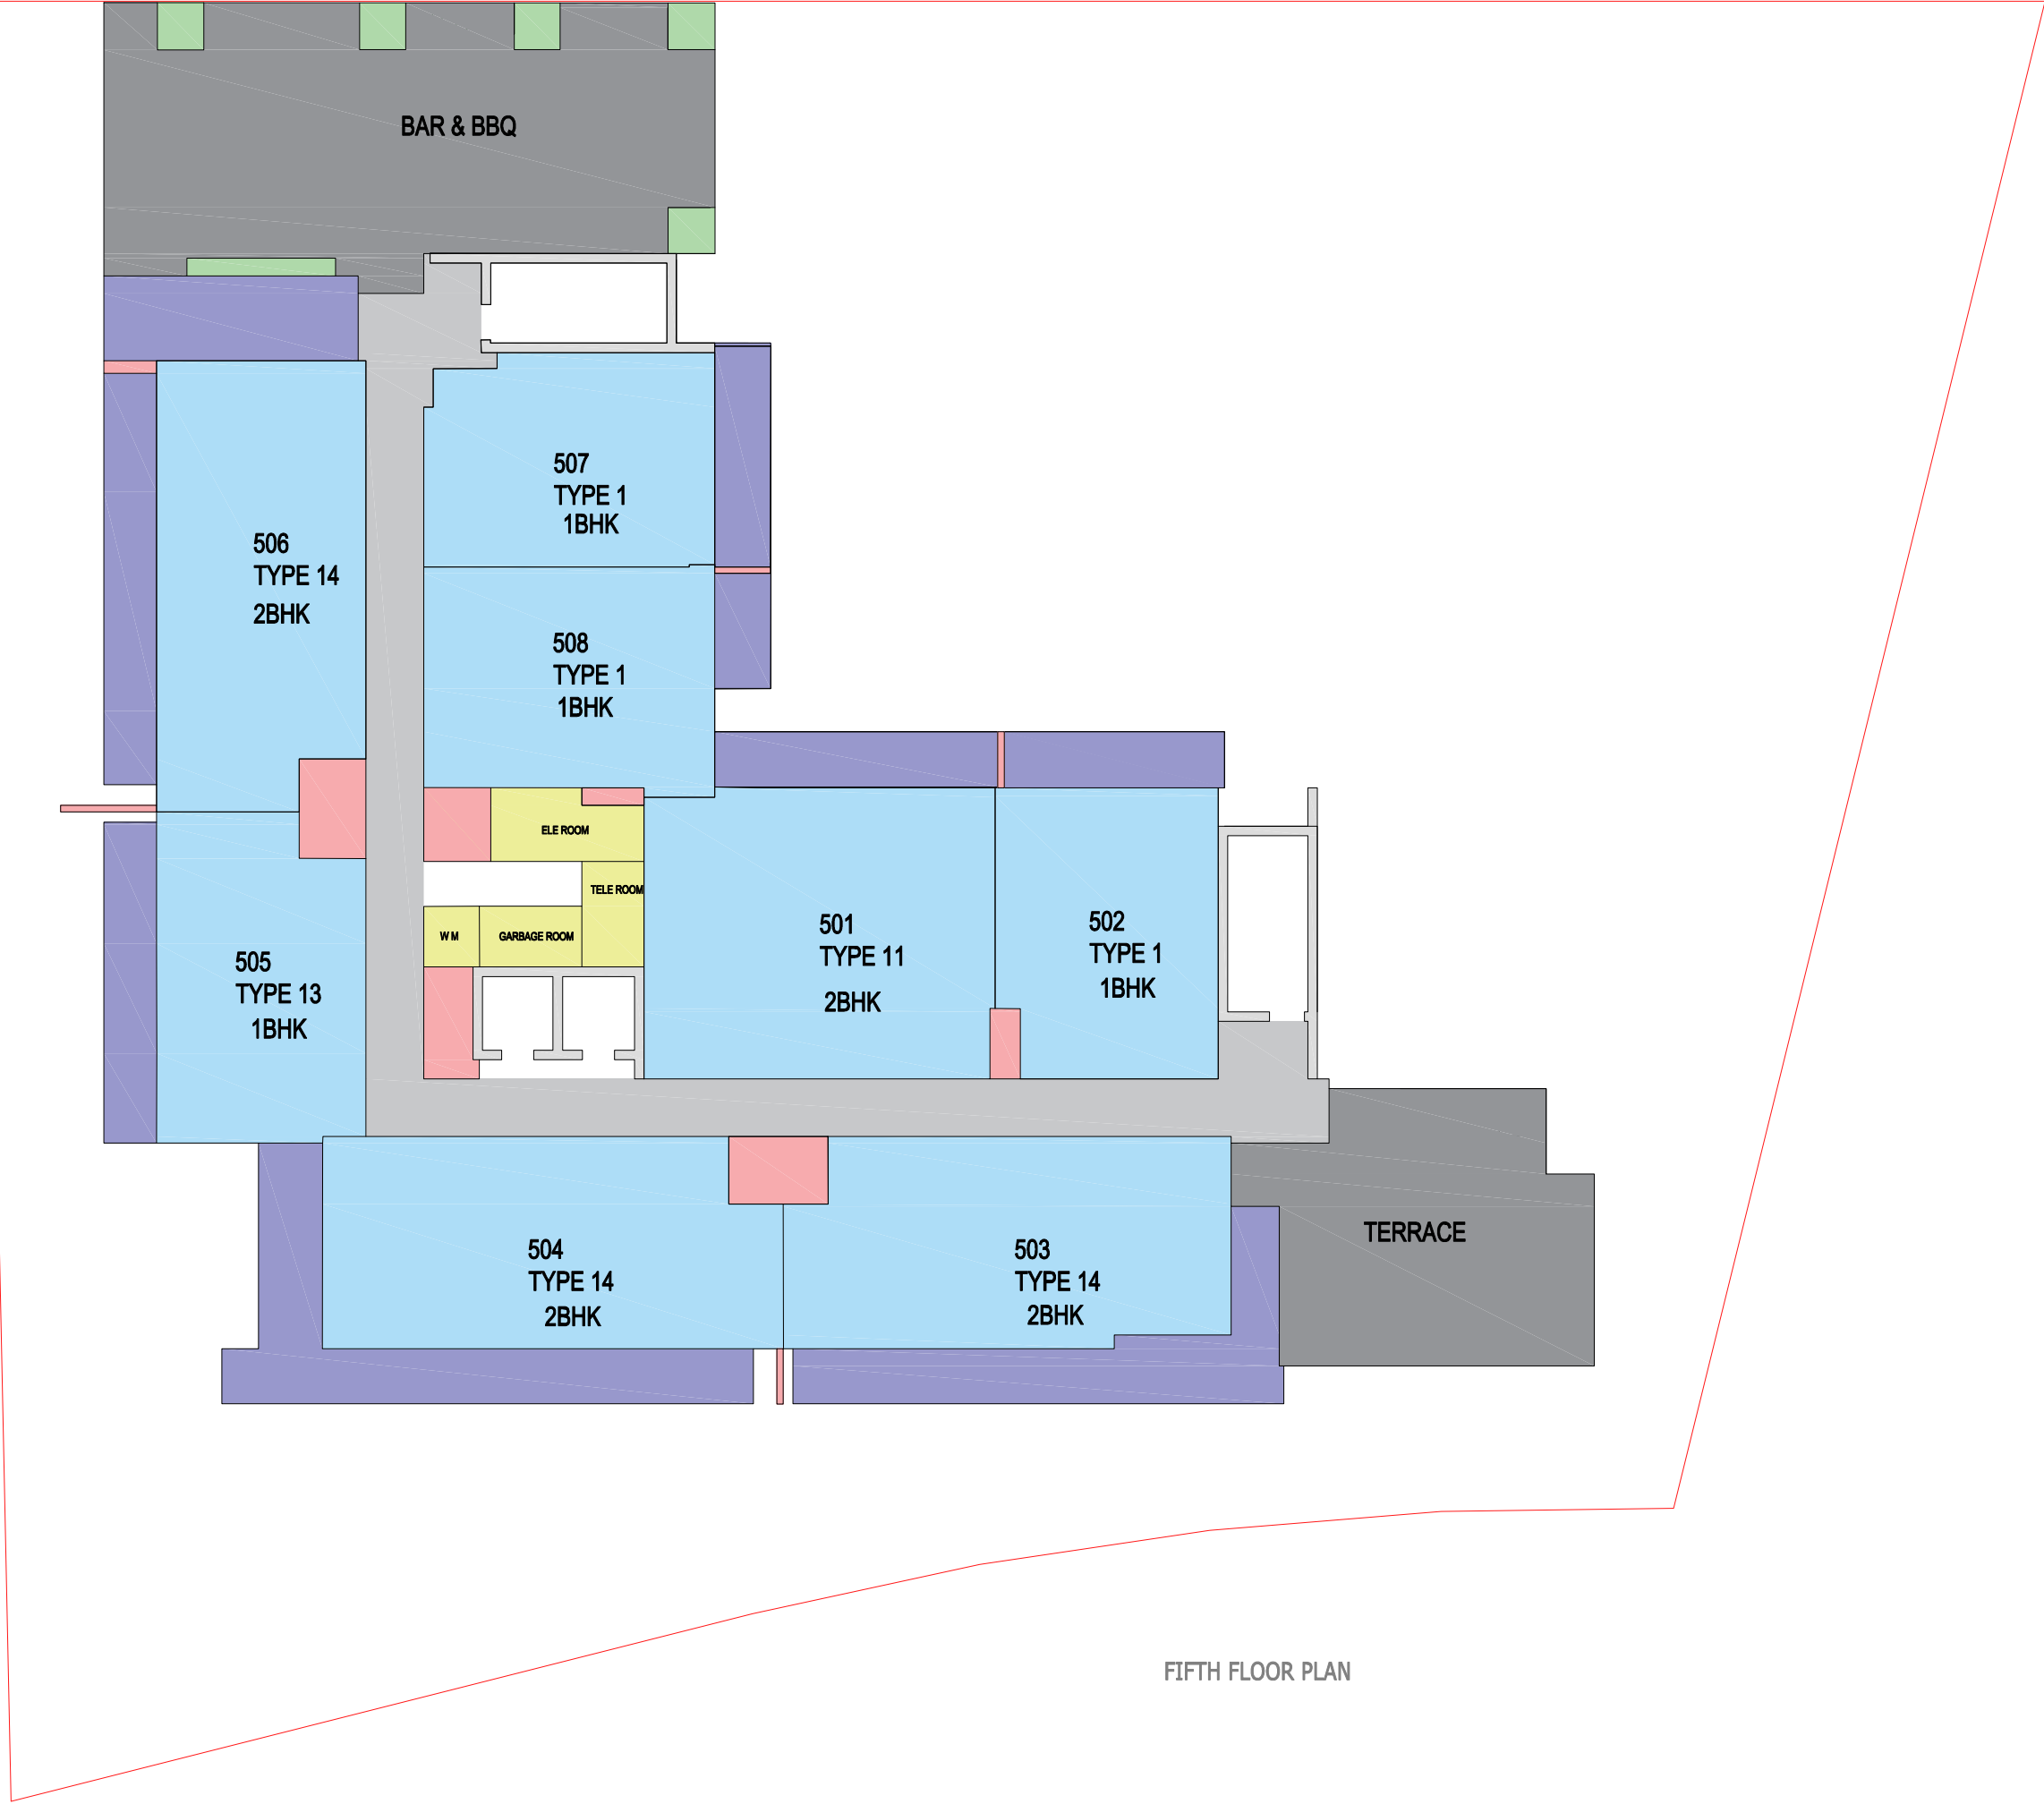 BAR & BBQ
507
TYPE 1
1BHK
506
TYPE 14
2BHK
508
TYPE 1
1BHK
ELE ROOM
TELE ROOM
W M
GARBAGE ROOM
501
TYPE 11
2BHK
502
TYPE 1
1BHK
505
TYPE 13
1BHK
504
TYPE 14
2BHK
503
TYPE 14
2BHK
TERRACE
FIFTH FLOOR PLAN